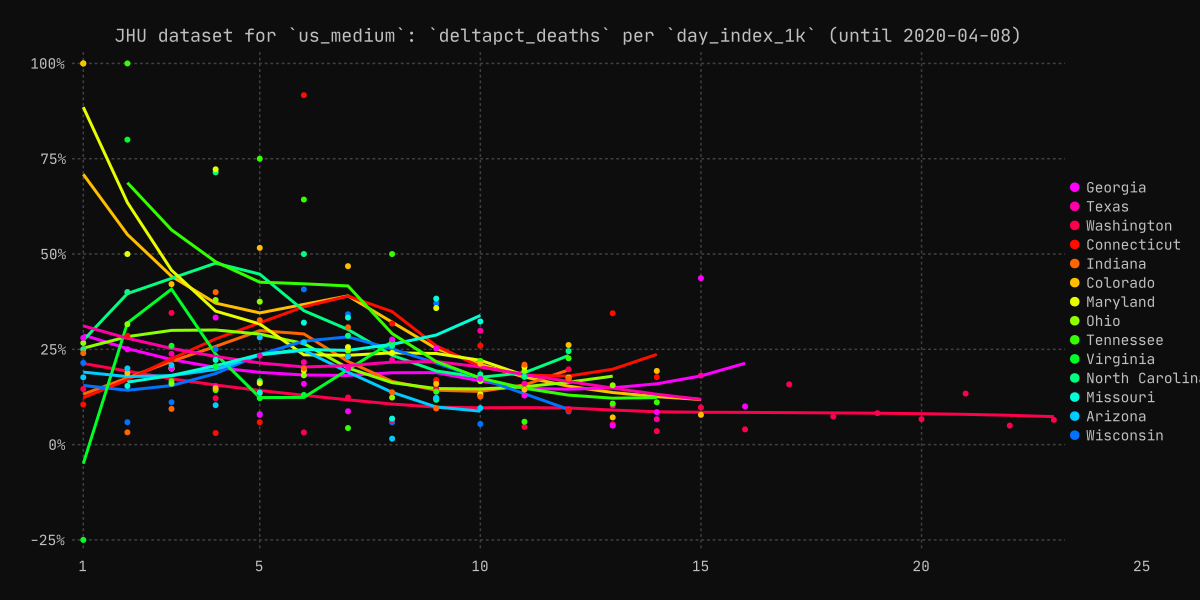 JHU dataset for `us_medium`: `deltapct_deaths` per `day_index_1k` (until 2020-04-08)
100%
75%
50%
25%
0%
-25%
1
5
10
15
20
25
Georgia
Texas
Washington
Connecticut
Indiana
Colorado
Maryland
Ohio
Tennessee
Virginia
North Carolin
Missouri
Arizona
Wisconsin